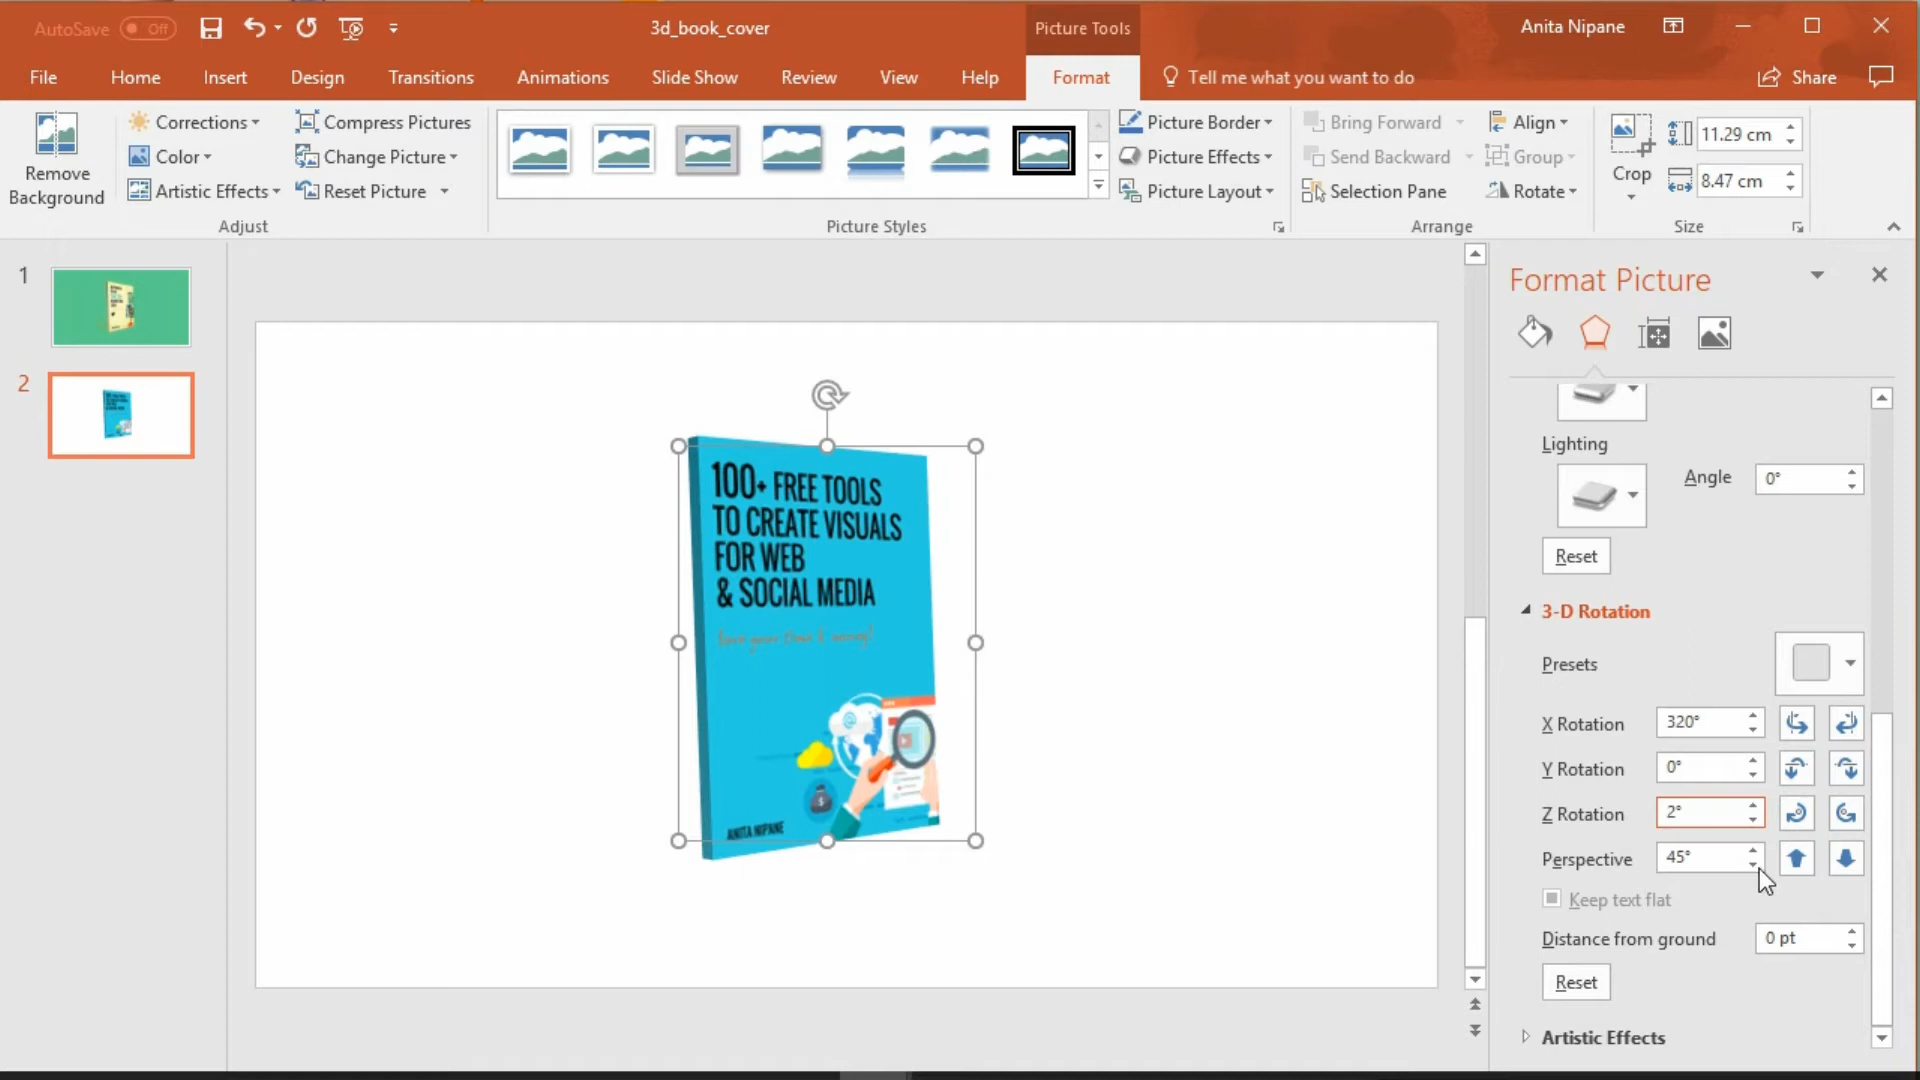 AutoSave Off
3d_book_cover
Picture Tools
Anita Nipane
File Home Insert Design Transitions Animations Slide Show Review View Help Format Tell me what you want to do Share
Remove Background
Corrections
Color
Artistic Effects
Compress Pictures
Change Picture
Reset Picture
Adjust
Picture Styles
Picture Border
Picture Effects
Picture Layout
Bring Forward
Send Backward
Selection Pane
Align
Group
Rotate
Arrange
Crop
11.29 cm
8.47 cm
Size
1
2
100+ FREE TOOLS
TO CREATE VISUALS
FOR WEB
& SOCIAL MEDIA
ANITA NIPANE
Format Picture
Lighting
Angle 0°
Reset
3-D Rotation
Presets
X Rotation 320°
Y Rotation 0°
Z Rotation 2°
Perspective 45°
Keep text flat
Distance from ground 0 pt
Reset
Artistic Effects